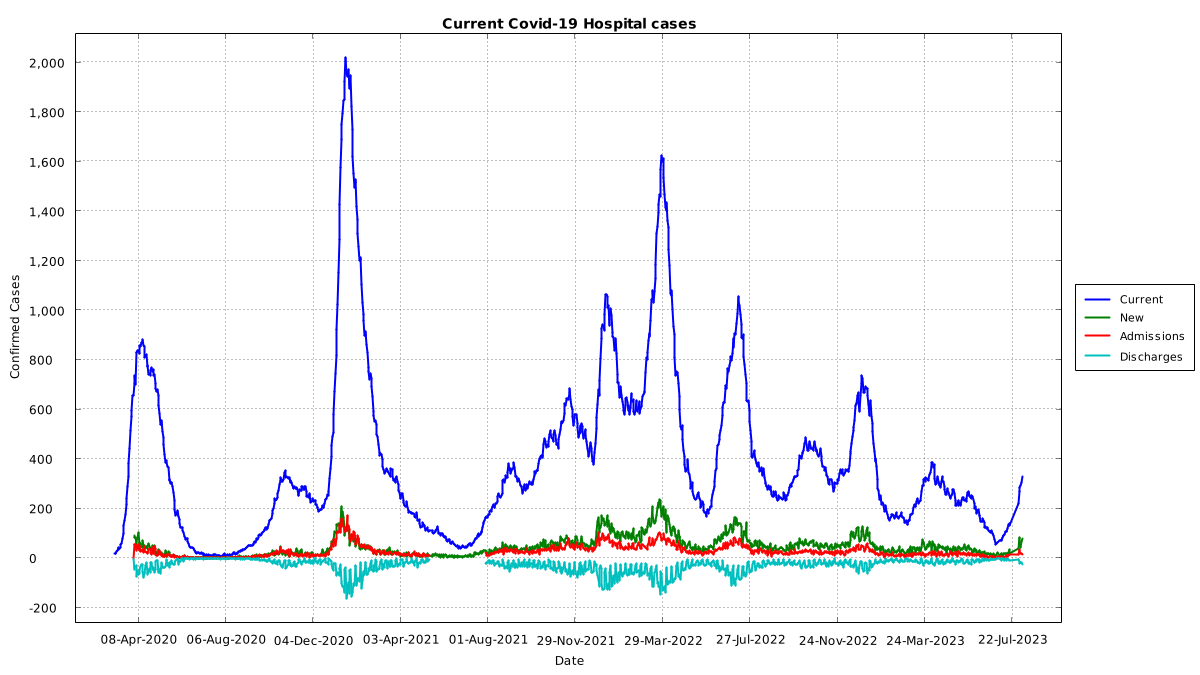 Current Covid-19 Hospital cases
2,000
1,800
1,600
1,400
1,200
1,000
800
600
400
200
0
-200
Confirmed Cases
08-Apr-2020 06-Aug-2020 04-Dec-2020 03-Apr-2021 01-Aug-2021 29-Nov-2021 29-Mar-2022 27-Jul-2022 24-Nov-2022 24-Mar-2023 22-Jul-2023
Date
Current
New
Admissions
Discharges